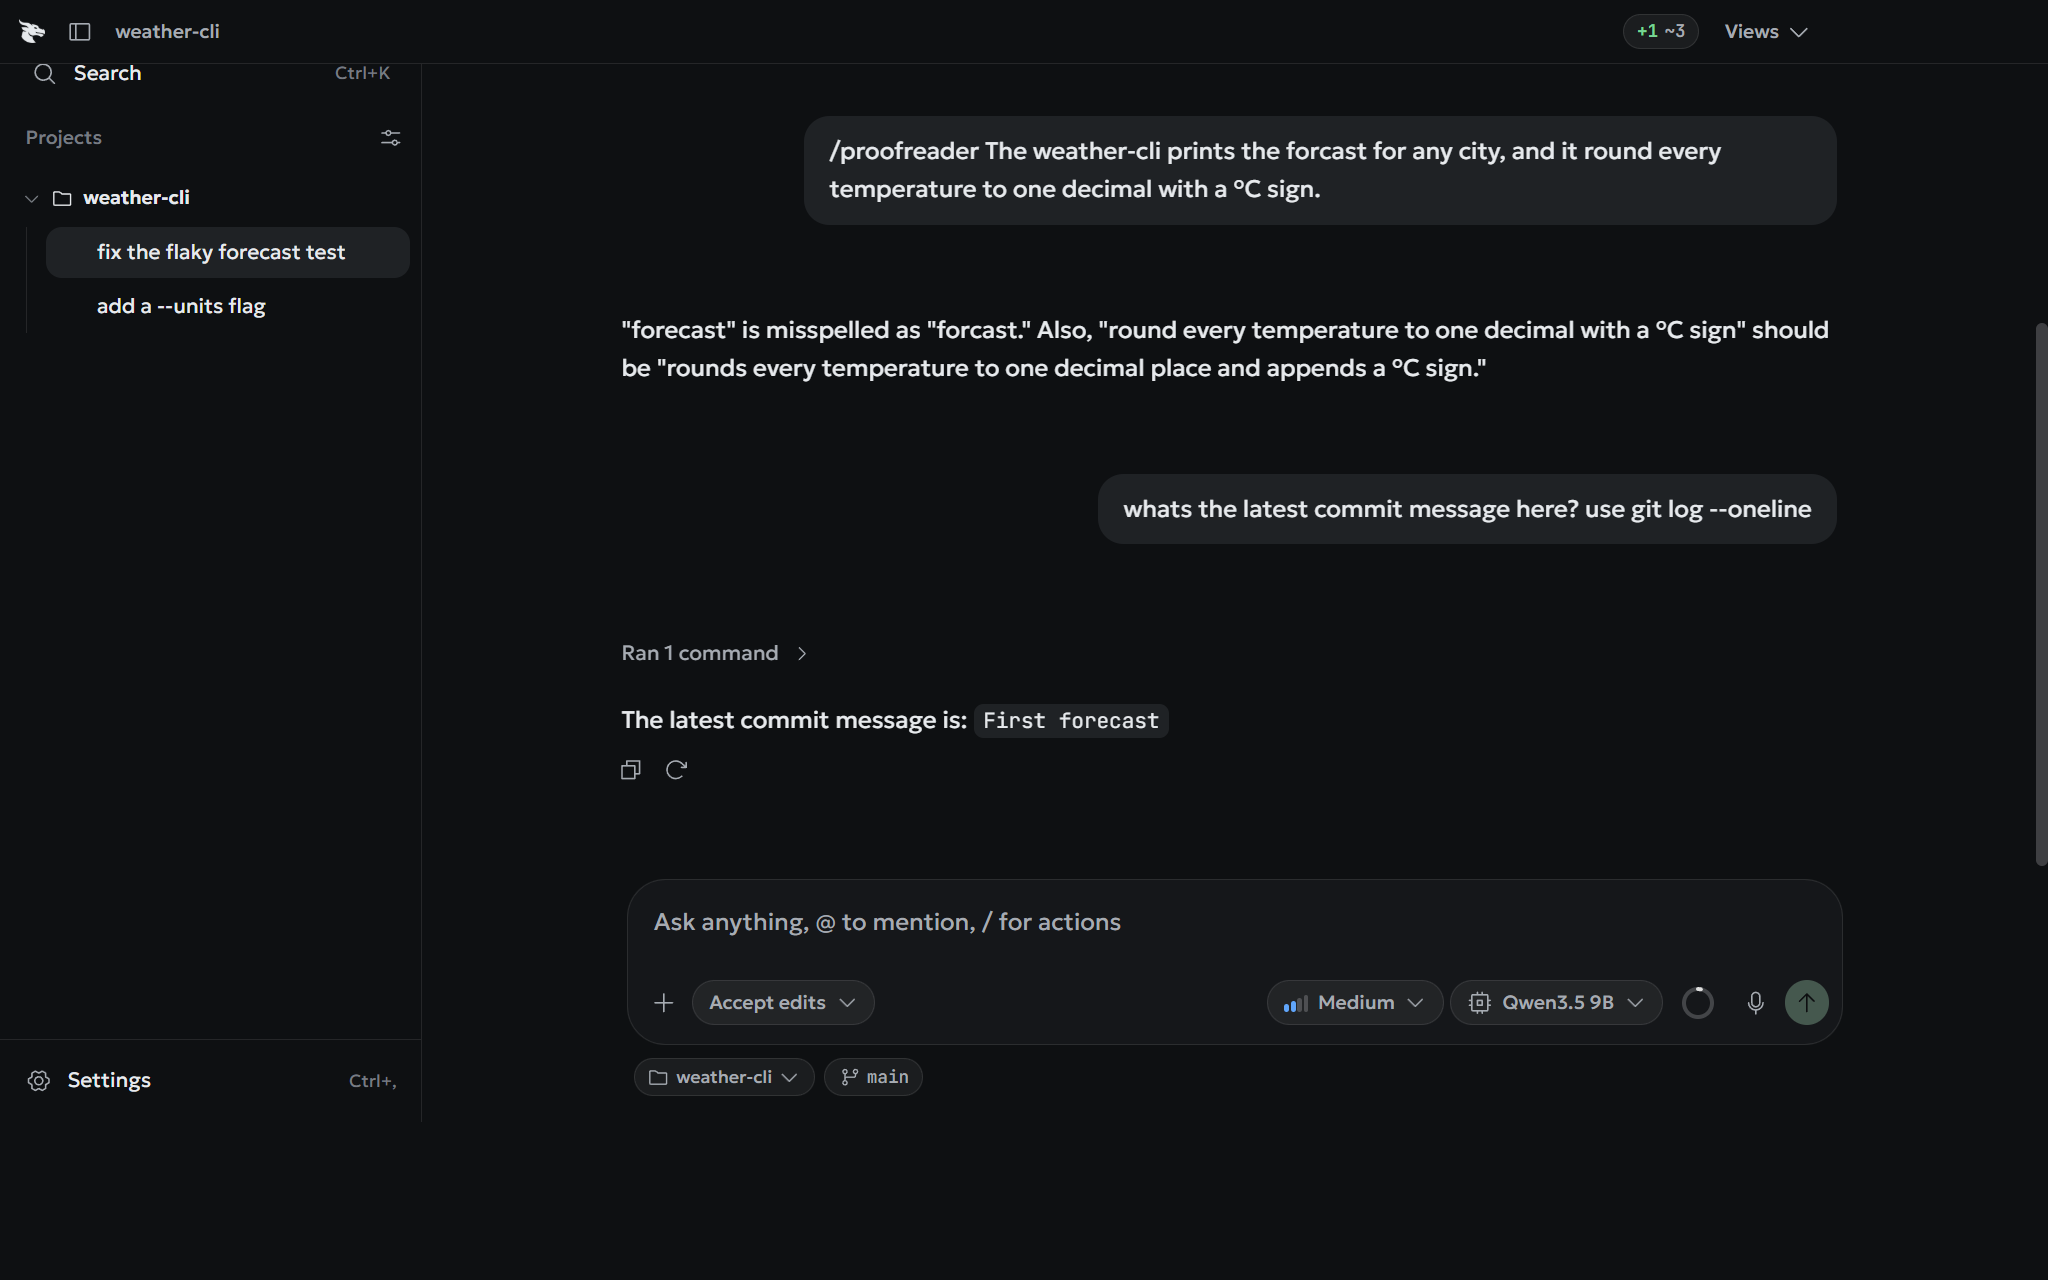 weather-cli
+1 ~3
Views
Search
Ctrl+K
Projects
weather-cli
fix the flaky forecast test
add a --units flag
Settings
Ctrl+,
/proofreader The weather-cli prints the forcast for any city, and it round every
temperature to one decimal with a °C sign.
"forecast" is misspelled as "forcast." Also, "round every temperature to one decimal with a °C sign" should
be "rounds every temperature to one decimal place and appends a °C sign."
whats the latest commit message here? use git log --oneline
Ran 1 command
The latest commit message is: First forecast
Ask anything, @ to mention, / for actions
Accept edits
Medium
Qwen3.5 9B
weather-cli
main